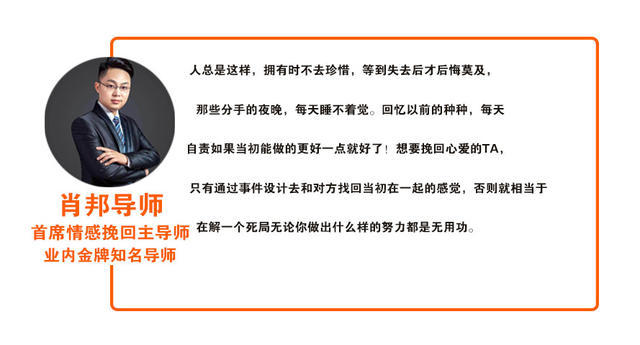 人总是这样，拥有时不去珍惜，等到失去后才后悔莫及，
那些分手的夜晚，每天睡不着觉。回忆以前的种种，每天
自责如果当初能做的更好一点就好了！想要挽回心爱的TA，
只有通过事件设计去和对方找回当初在一起的感觉，否则就相当于
在解一个死局无论你做出什么样的努力都是无用功。
肖邦导师
首席情感挽回主导师
业内金牌知名导师